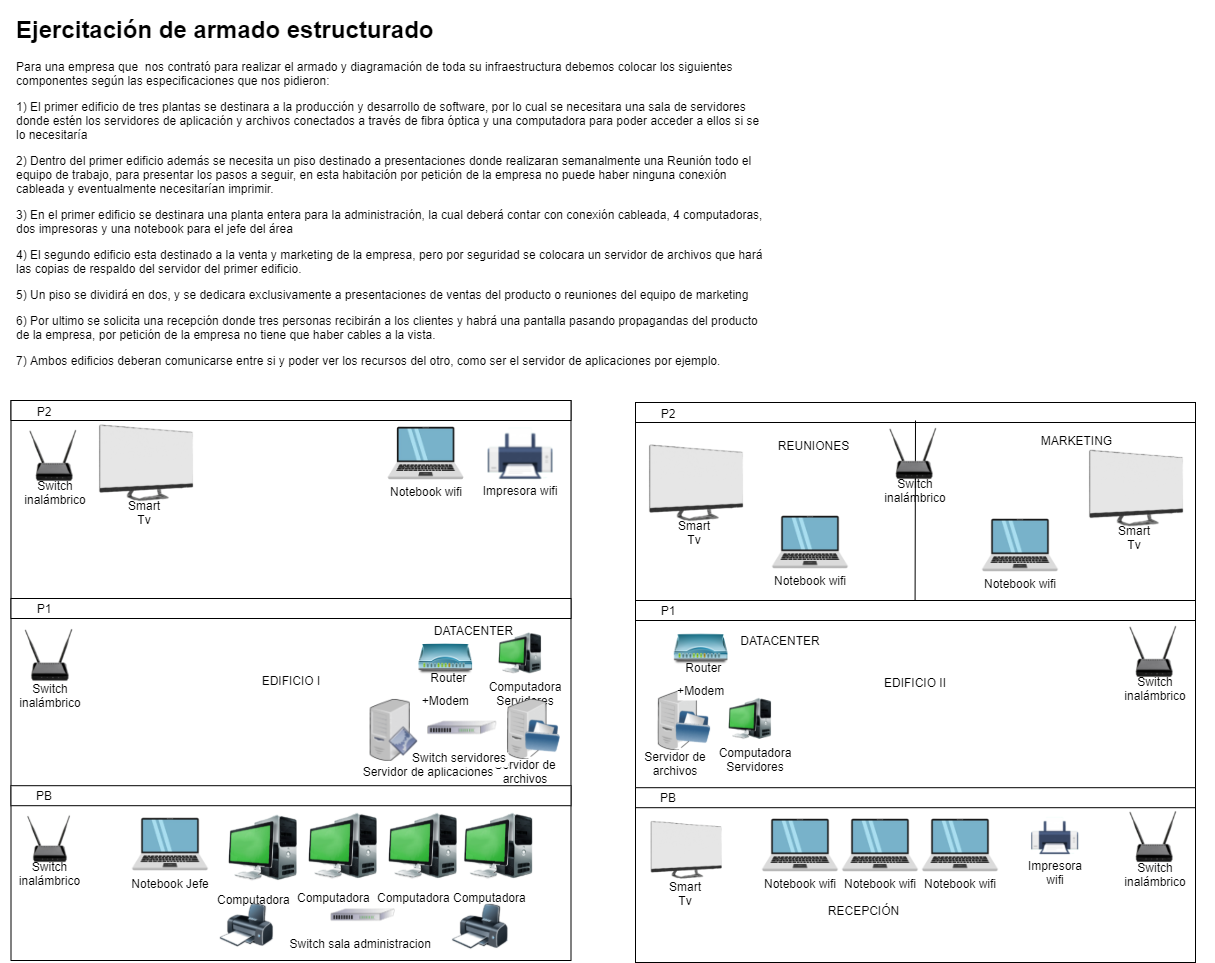 Ejercitación de armado estructurado
Para una empresa que  nos contrató para realizar el armado y diagramación de toda su infraestructura debemos colocar los siguientes
componentes según las especificaciones que nos pidieron:
1) El primer edificio de tres plantas se destinara a la producción y desarrollo de software, por lo cual se necesitara una sala de servidores
donde estén los servidores de aplicación y archivos conectados a través de fibra óptica y una computadora para poder acceder a ellos si se
lo necesitaría
2) Dentro del primer edificio además se necesita un piso destinado a presentaciones donde realizaran semanalmente una Reunión todo el
equipo de trabajo, para presentar los pasos a seguir, en esta habitación por petición de la empresa no puede haber ninguna conexión
cableada y eventualmente necesitarían imprimir.
3) En el primer edificio se destinara una planta entera para la administración, la cual deberá contar con conexión cableada, 4 computadoras,
dos impresoras y una notebook para el jefe del área
4) El segundo edificio esta destinado a la venta y marketing de la empresa, pero por seguridad se colocara un servidor de archivos que hará
las copias de respaldo del servidor del primer edificio.
5) Un piso se dividirá en dos, y se dedicara exclusivamente a presentaciones de ventas del producto o reuniones del equipo de marketing
6) Por ultimo se solicita una recepción donde tres personas recibirán a los clientes y habrá una pantalla pasando propagandas del producto
de la empresa, por petición de la empresa no tiene que haber cables a la vista.
7) Ambos edificios deberan comunicarse entre si y poder ver los recursos del otro, como ser el servidor de aplicaciones por ejemplo.
P2
Switch
inalámbrico
Smart
Tv
Notebook wifi
Impresora wifi
P1
Switch
inalámbrico
EDIFICIO I
DATACENTER
Router
+Modem
Computadora
Servidores
Switch servidores
Servidor de aplicaciones
Servidor de
archivos
PB
Switch
inalámbrico
Notebook Jefe
Computadora
Computadora
Computadora
Computadora
Switch sala administracion
P2
REUNIONES
MARKETING
Switch
inalámbrico
Smart
Tv
Notebook wifi
Notebook wifi
Smart
Tv
P1
DATACENTER
Router
+Modem
Servidor de
archivos
Computadora
Servidores
EDIFICIO II
Switch
inalámbrico
PB
Smart
Tv
Notebook wifi
Notebook wifi
Notebook wifi
Impresora
wifi
Switch
inalámbrico
RECEPCIÓN